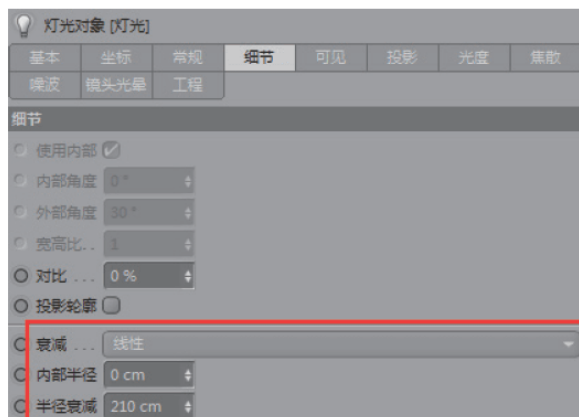 灯光对象 [灯光]
基本 坐标 常规 细节 可见 投影 光度 焦散
噪波 镜头光晕 工程
细节
使用内部
内部角度 0°
外部角度 30°
宽高比.. 1
对比 .... 0 %
投影轮廓
衰减 .... 线性
内部半径 0 cm
半径衰减 210 cm